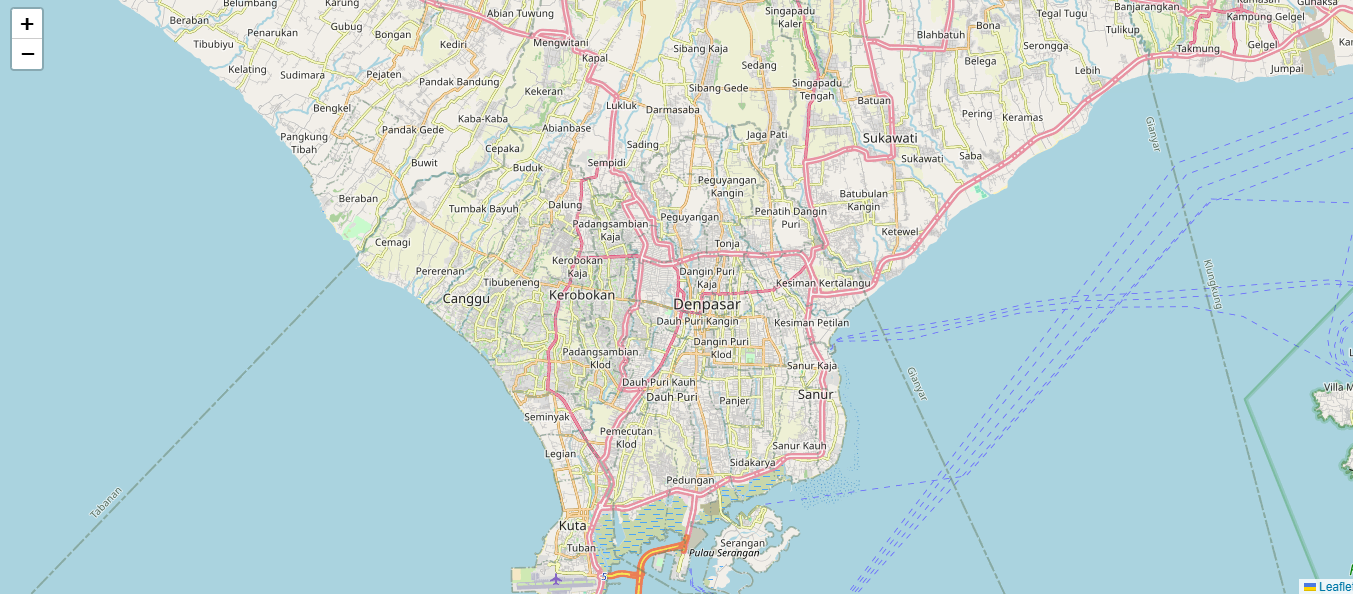 +
−
Belumbang
Karung
Beraban
Penarukan
Gubug
Abian Tuwung
Bongan
Tibubiyu
Kediri
Mengwitani
Kapal
Singapadu
Kaler
Sibang Kaja
Sedang
Blahbatuh
Bona
Tegal Tugu
Banjarangkan
Tulikup
Kamasan
Gunaksa
Kampung Gelgel
Gelgel
Takmung
Jumpai
Serongga
Belega
Lebih
Kelating
Sudimara
Pejaten
Pandak Bandung
Kekeran
Sibang Gede
Singapadu
Tengah
Batuan
Lukluk
Darmasaba
Bengkel
Kaba-Kaba
Pering
Keramas
Gianyar
Pandak Gede
Abianbase
Jaga Pati
Sukawati
Pangkung
Tibah
Cepaka
Sading
Buwit
Buduk
Sempidi
Sukawati
Saba
Peguyangan
Kangin
Beraban
Batubulan
Kangin
Tumbak Bayuh
Dalung
Peguyangan
Penatih Dangin
Puri
Padangsambian
Kaja
Ketewel
Cemagi
Tonja
Kerobokan
Kaja
Pererenan
Dangin Puri
Kaja
Tibubeneng
Kesiman Kertalangu
Klungkung
Canggu
Kerobokan
Denpasar
Dauh Puri Kangin
Kesiman Petilan
Dangin Puri
Klod
Padangsambian
Klod
Sanur Kaja
Gianyar
Dauh Puri Kauh
Dauh Puri
Panjer
Sanur
Villa M
Seminyak
Pemecutan
Klod
Sanur Kauh
Legian
Sidakarya
Pedungan
Tabanan
Kuta
Tuban
Serangan
Pulau Serangan
5
Leaflet